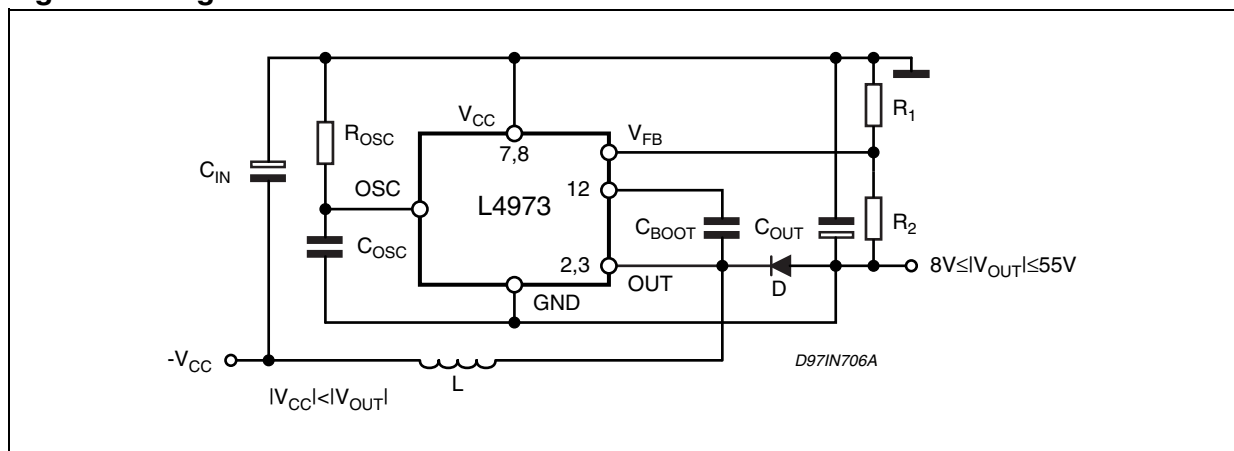 V_CC
7,8
V_FB
R_1
R_OSC
C_IN
OSC
12
L4973
C_BOOT
C_OUT
R_2
C_OSC
2,3
OUT
D
8V≤|V_OUT|≤55V
GND
-V_CC
L
D97IN706A
|V_CC|<|V_OUT|